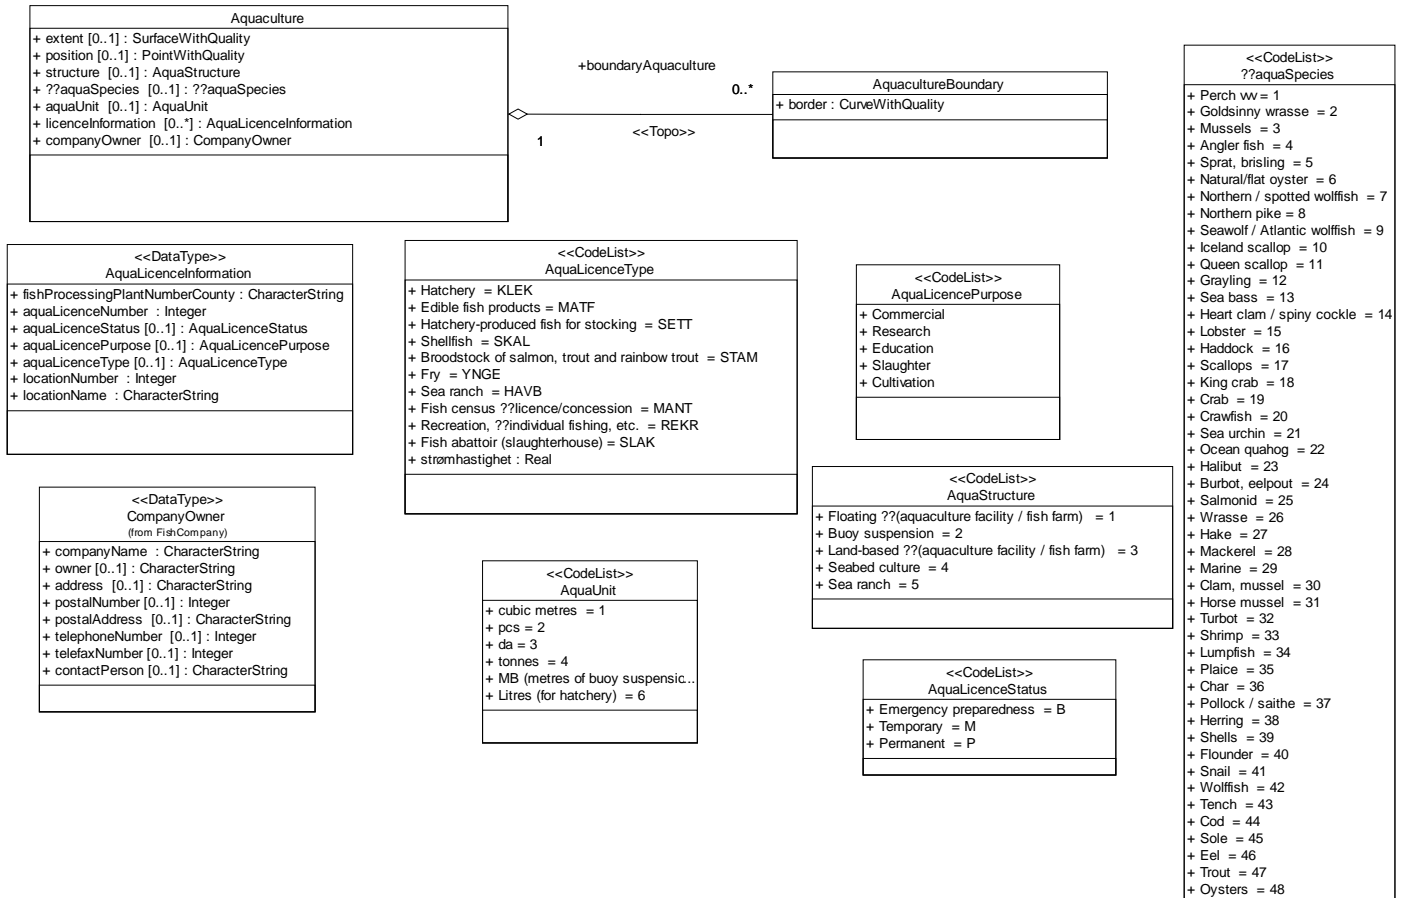 Aquaculture
+ extent [0..1] : SurfaceWithQuality
+ position [0..1] : PointWithQuality
+ structure [0..1] : AquaStructure
+ ??aquaSpecies [0..1] : ??aquaSpecies
+ aquaUnit [0..1] : AquaUnit
+ licenceInformation [0..*] : AquaLicenceInformation
+ companyOwner [0..1] : CompanyOwner
+boundaryAquaculture
0..*
1
<<Topo>>
AquacultureBoundary
+ border : CurveWithQuality
<<DataType>>
AquaLicenceInformation
+ fishProcessingPlantNumberCounty : CharacterString
+ aquaLicenceNumber : Integer
+ aquaLicenceStatus [0..1] : AquaLicenceStatus
+ aquaLicencePurpose [0..1] : AquaLicencePurpose
+ aquaLicenceType [0..1] : AquaLicenceType
+ locationNumber : Integer
+ locationName : CharacterString
<<CodeList>>
AquaLicenceType
+ Hatchery = KLEK
+ Edible fish products = MATF
+ Hatchery-produced fish for stocking = SETT
+ Shellfish = SKAL
+ Broodstock of salmon, trout and rainbow trout = STAM
+ Fry = YNGE
+ Sea ranch = HAVB
+ Fish census ??licence/concession = MANT
+ Recreation, ??individual fishing, etc. = REKR
+ Fish abattoir (slaughterhouse) = SLAK
+ strømhastighet : Real
<<CodeList>>
AquaLicencePurpose
+ Commercial
+ Research
+ Education
+ Slaughter
+ Cultivation
<<DataType>>
CompanyOwner
(from FishCompany)
+ companyName : CharacterString
+ owner [0..1] : CharacterString
+ address [0..1] : CharacterString
+ postalNumber [0..1] : Integer
+ postalAddress [0..1] : CharacterString
+ telephoneNumber [0..1] : Integer
+ telefaxNumber [0..1] : Integer
+ contactPerson [0..1] : CharacterString
<<CodeList>>
AquaUnit
+ cubic metres = 1
+ pcs = 2
+ da = 3
+ tonnes = 4
+ MB (metres of buoy suspensic...
+ Litres (for hatchery) = 6
<<CodeList>>
AquaStructure
+ Floating ??(aquaculture facility / fish farm) = 1
+ Buoy suspension = 2
+ Land-based ??(aquaculture facility / fish farm) = 3
+ Seabed culture = 4
+ Sea ranch = 5
<<CodeList>>
AquaLicenceStatus
+ Emergency preparedness = B
+ Temporary = M
+ Permanent = P
<<CodeList>>
??aquaSpecies
+ Perch vv = 1
+ Goldsinny wrasse = 2
+ Mussels = 3
+ Angler fish = 4
+ Sprat, brisling = 5
+ Natural/flat oyster = 6
+ Northern / spotted wolffish = 7
+ Northern pike = 8
+ Seawolf / Atlantic wolffish = 9
+ Iceland scallop = 10
+ Queen scallop = 11
+ Grayling = 12
+ Sea bass = 13
+ Heart clam / spiny cockle = 14
+ Lobster = 15
+ Haddock = 16
+ Scallops = 17
+ King crab = 18
+ Crab = 19
+ Crawfish = 20
+ Sea urchin = 21
+ Ocean quahog = 22
+ Halibut = 23
+ Burbot, eelpout = 24
+ Salmonid = 25
+ Wrasse = 26
+ Hake = 27
+ Mackerel = 28
+ Marine = 29
+ Clam, mussel = 30
+ Horse mussel = 31
+ Turbot = 32
+ Shrimp = 33
+ Lumpfish = 34
+ Plaice = 35
+ Char = 36
+ Pollock / saithe = 37
+ Herring = 38
+ Shells = 39
+ Flounder = 40
+ Snail = 41
+ Wolffish = 42
+ Tench = 43
+ Cod = 44
+ Sole = 45
+ Eel = 46
+ Trout = 47
+ Oysters = 48